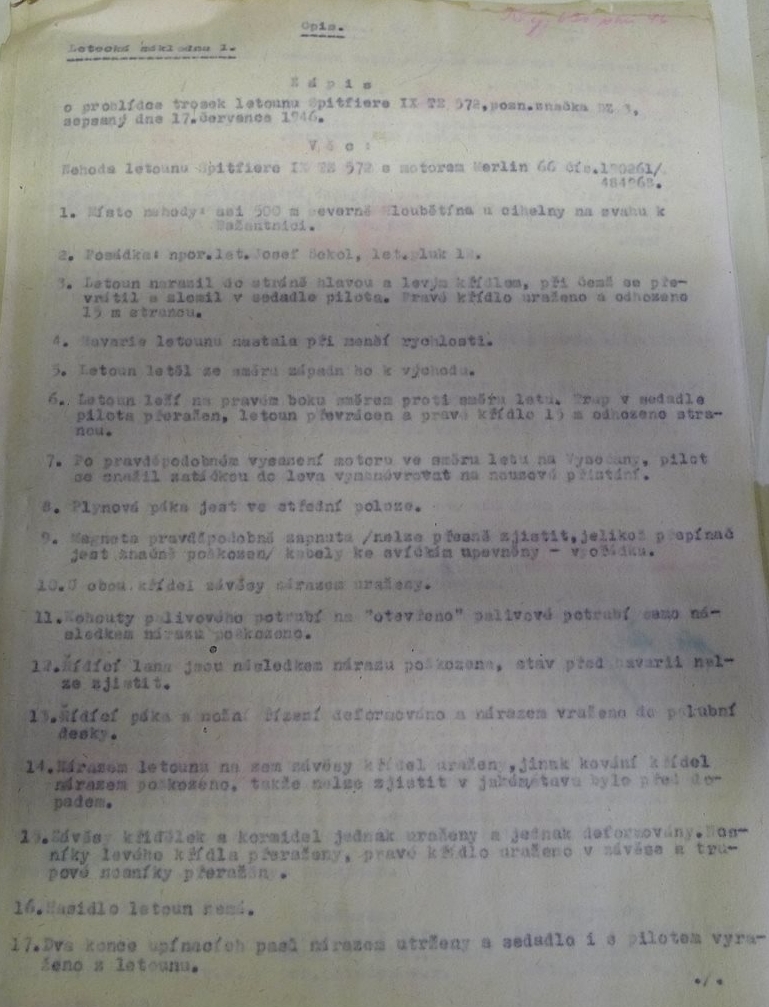 Opis.
Letecká základna 1.
Z á p i s
o prohlídce trosek letounu Spitfiere IX TZ 572, pozn.značka DZ 3,
sepsaný dne 17.července 1946.
V ě c :
Nehoda letounu Spitfiere IX TZ 572 s motorem Merlin 66 čís.190261/
484963.
1. Místo nehody: asi 500 m severně Hloubětína u cihelny na svahu k
Bažantnici.
2. Posádka: npor.let. Josef Sokol, let.pluk
3. Letoun narazil do stráně hlavou a levým křídlem, při čemž se pře-
vrátil a zlomil v sedadle pilota. Pravé křídlo uraženo a odhozeno
15 m stranou.
4. Havarie letounu nastala při menší rychlosti.
5. Letoun letěl ze směru západního k východu.
6. Letoun leží na pravém boku směrem proti směru letu. Trup v sedadle
pilota přeražen, letoun převrácen a pravé křídlo 15 m odhozeno stra-
nou.
7. Po pravděpodobném vysazení motoru ve směru letu na Vysočany, pilot
se snažil zatáčkou do leva vymanévrovat na nouzové přistání.
8. Plynová páka jest ve střední poloze.
9. Magneta pravděpodobně zapnuta /nelze přesně zjistit, jelikož přepínač
jest značně poškozen/ kabely ke svíčkám upevněny - v pořádku.
10.U obou křídel závěsy nárazem uraženy.
11.Kohouty palivového potrubí na "otevřeno" palivové potrubí samo ná-
sledkem nárazu poškozeno.
12.Řídící lana jsou následkem nárazu poškozena, stav před havarii nel-
ze zjistit.
13.Řídící páka a nožní řízení deformováno a nárazem vraženo do palubní
desky.
14.Nárazem letounu na zem závěsy křídel uraženy, jinak kování křídel
nárazem poškozeno, takže nelze zjistit v jakémstavu bylo před do-
padem.
15.Závěsy křidélek a kormidel jednak uraženy a jednak deformovány.Nos-
níky levého křídla přeraženy, pravé křídlo uraženo v závěse a tru-
pové nosníky přeraženy.
16.Hasidlo letoun nemá.
17.Dva konce upínacích pasů nárazem utrženy a sedadlo i s pilotem vyra-
ženo z letounu.
./.